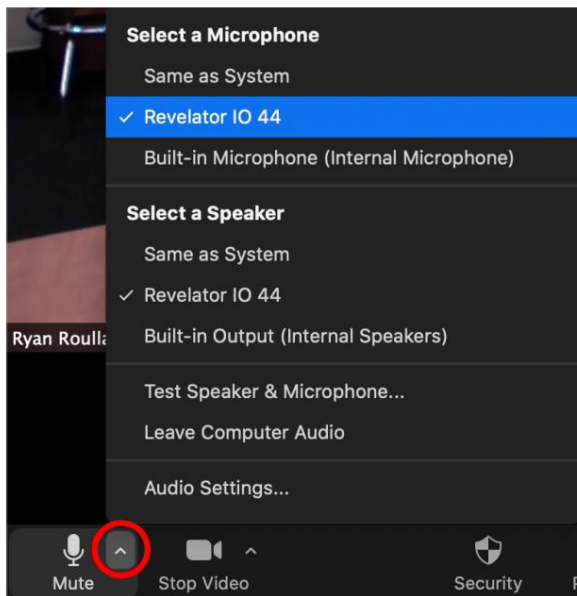 Select a Microphone
Same as System
✓ Revelator IO 44
Built-in Microphone (Internal Microphone)
Select a Speaker
Same as System
✓ Revelator IO 44
Built-in Output (Internal Speakers)
Ryan Roulla
Test Speaker & Microphone...
Leave Computer Audio
Audio Settings...
Mute
Stop Video
Security